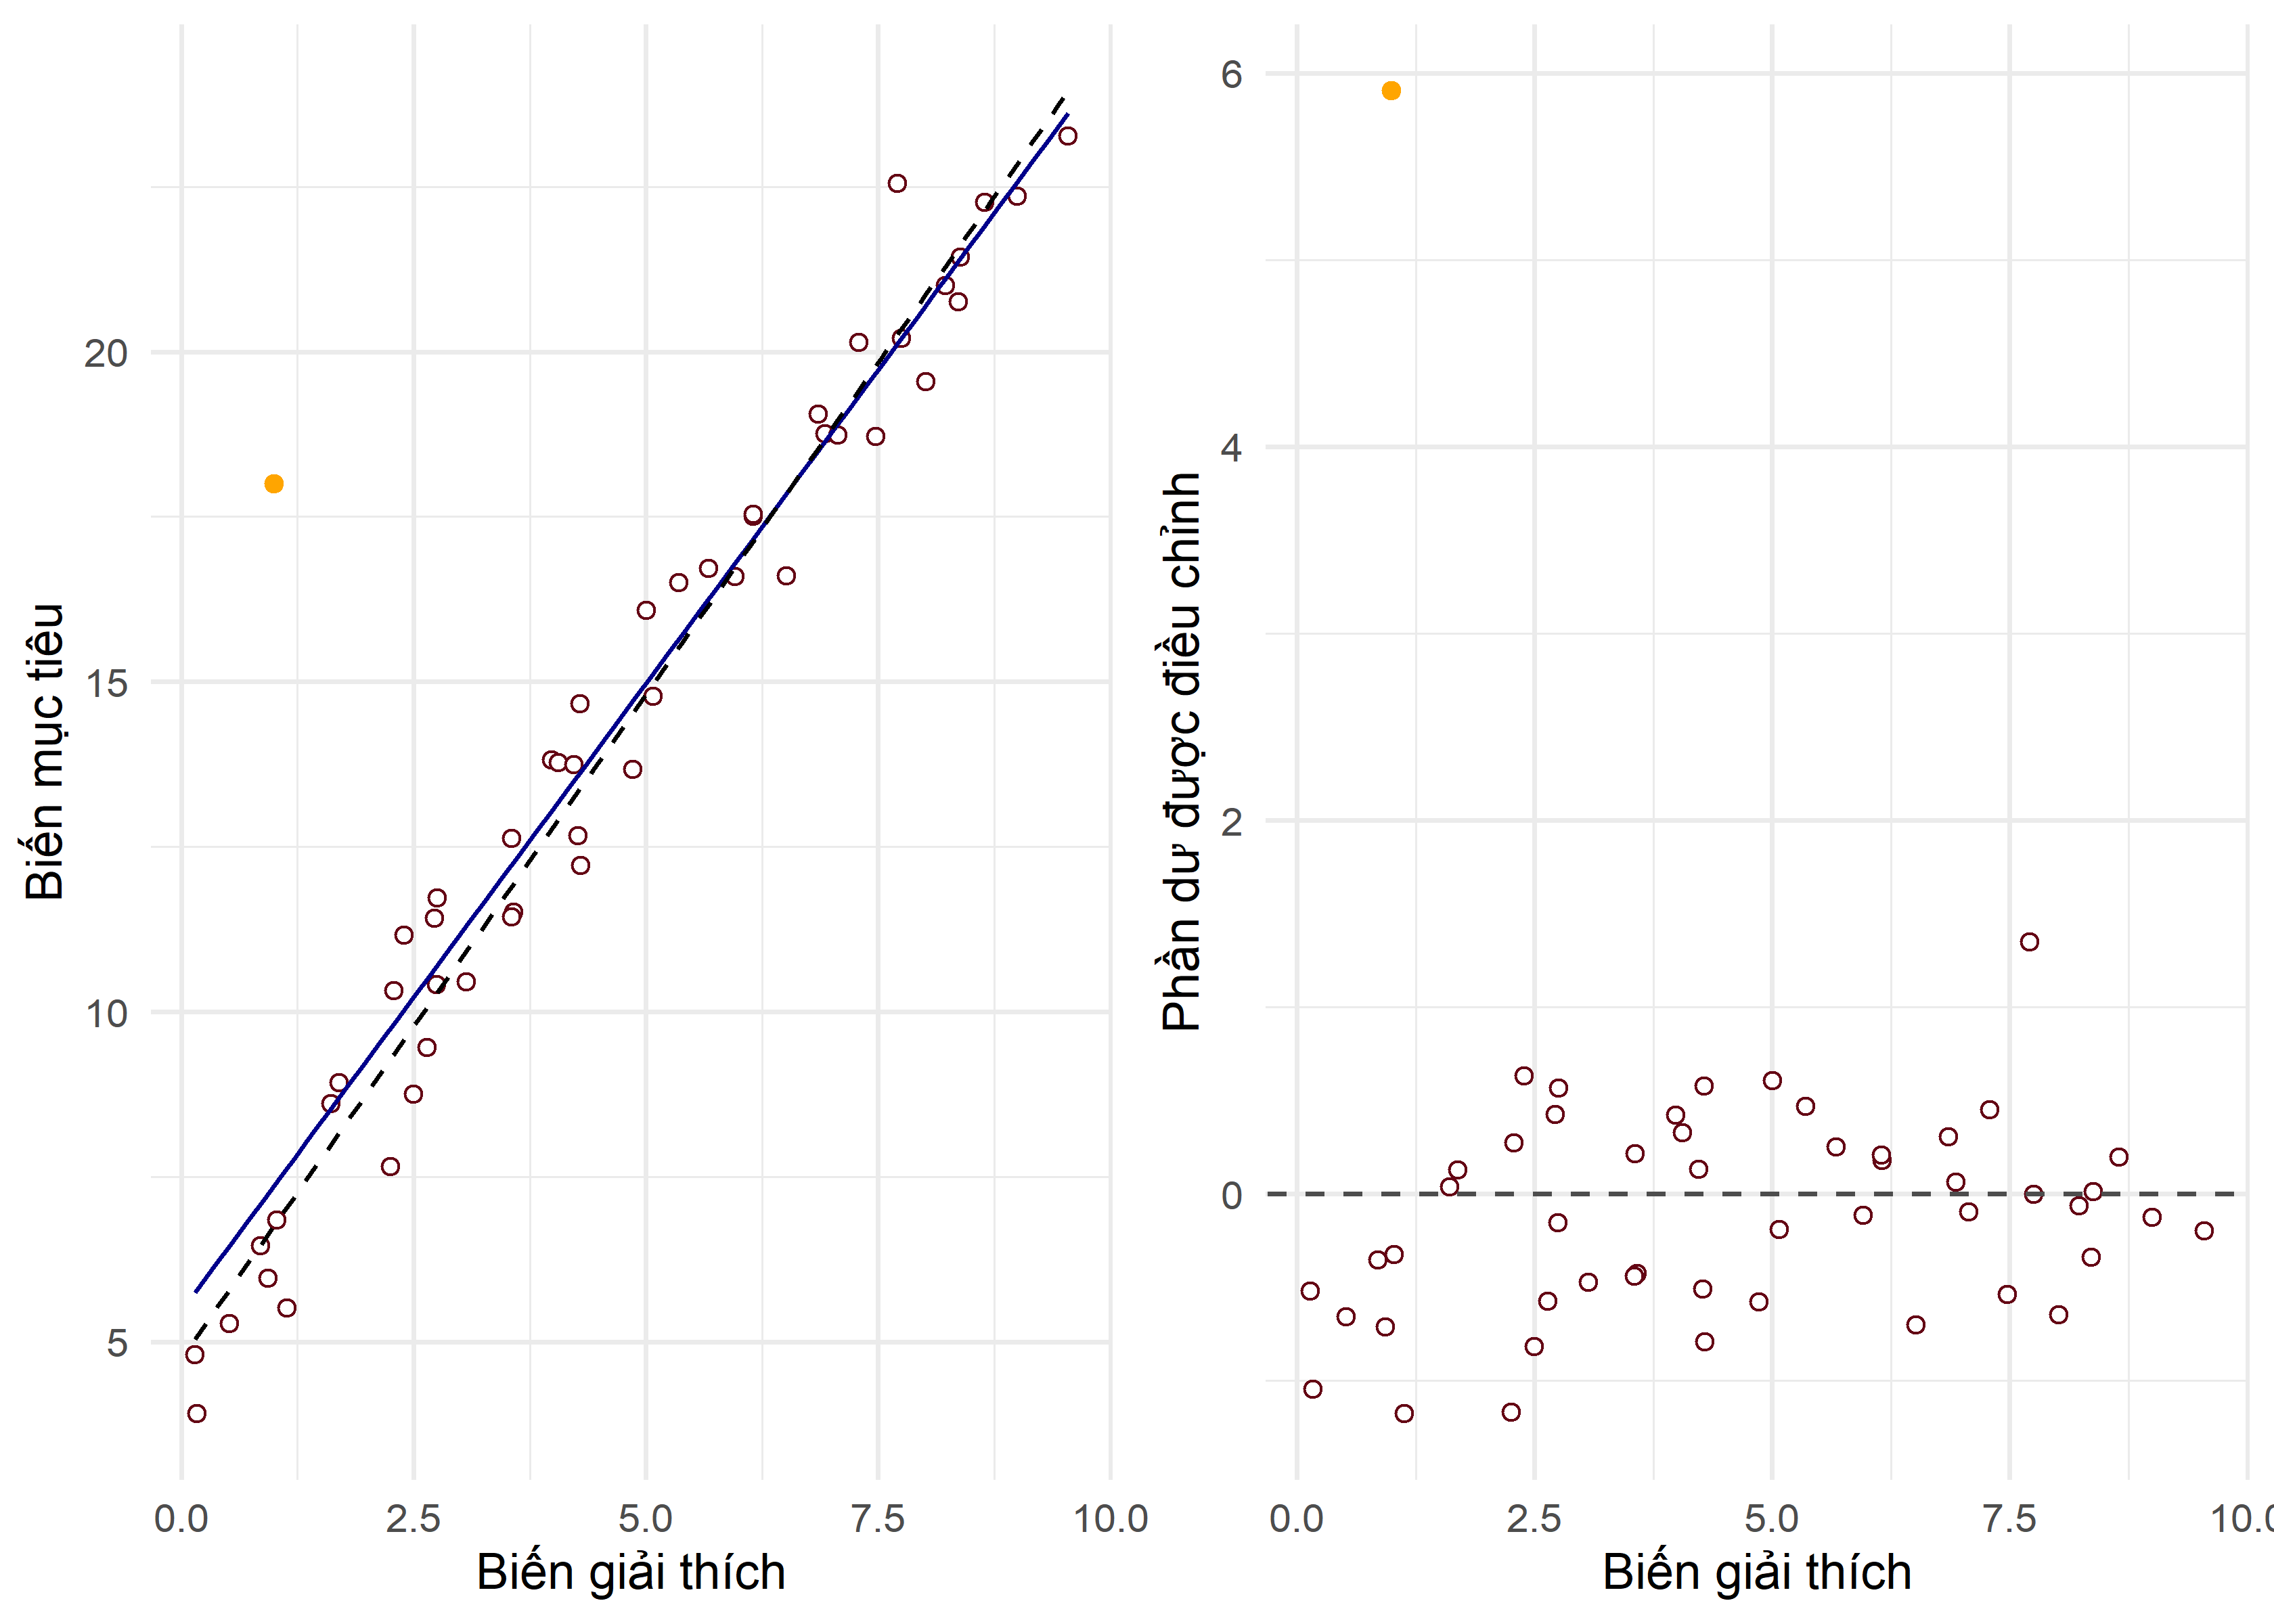 Biến mục tiêu
20
15
10
5
0.0 2.5 5.0 7.5 10.0
Biến giải thích
Phần dư được điều chỉnh
6
4
2
0
0.0 2.5 5.0 7.5 10.0
Biến giải thích